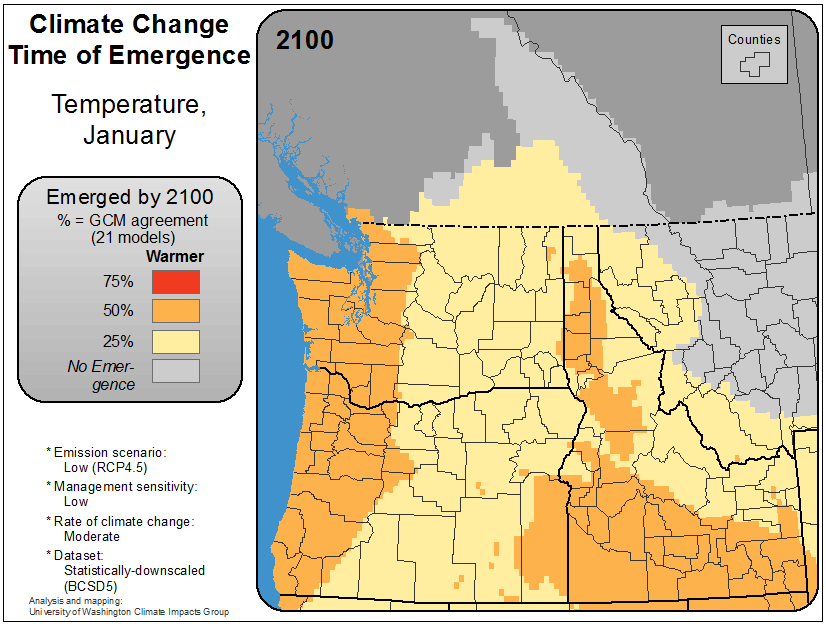 Climate Change
Time of Emergence
Temperature,
January
Emerged by 2100
% = GCM agreement
(21 models)
Warmer
75%
50%
25%
No Emer-
gence
* Emission scenario:
Low (RCP4.5)
* Management sensitivity:
Low
* Rate of climate change:
Moderate
* Dataset:
Statistically-downscaled
(BCSD5)
Analysis and mapping:
University of Washington Climate Impacts Group
2100
Counties